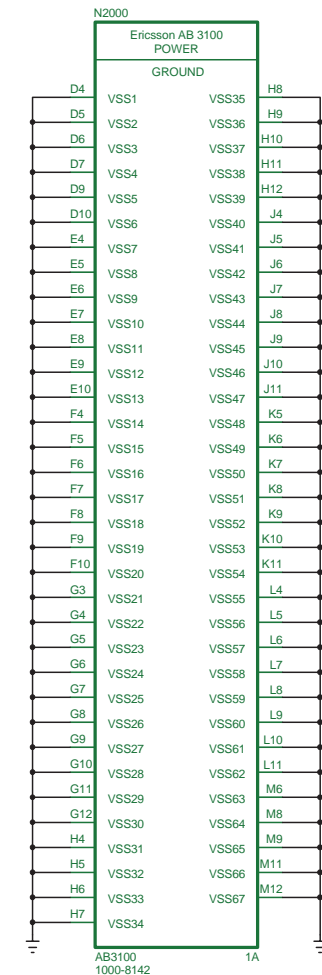 N2000
Ericsson AB 3100
POWER
GROUND
D4 VSS1 VSS35 H8
D5 VSS2 VSS36 H9
D6 VSS3 VSS37 H10
D7 VSS4 VSS38 H11
D9 VSS5 VSS39 H12
D10 VSS6 VSS40 J4
E4 VSS7 VSS41 J5
E5 VSS8 VSS42 J6
E6 VSS9 VSS43 J7
E7 VSS10 VSS44 J8
E8 VSS11 VSS45 J9
E9 VSS12 VSS46 J10
E10 VSS13 VSS47 J11
F4 VSS14 VSS48 K5
F5 VSS15 VSS49 K6
F6 VSS16 VSS50 K7
F7 VSS17 VSS51 K8
F8 VSS18 VSS52 K9
F9 VSS19 VSS53 K10
F10 VSS20 VSS54 K11
G3 VSS21 VSS55 L4
G4 VSS22 VSS56 L5
G5 VSS23 VSS57 L6
G6 VSS24 VSS58 L7
G7 VSS25 VSS59 L8
G8 VSS26 VSS60 L9
G9 VSS27 VSS61 L10
G10 VSS28 VSS62 L11
G11 VSS29 VSS63 M6
G12 VSS30 VSS64 M8
H4 VSS31 VSS65 M9
H5 VSS32 VSS66 M11
H6 VSS33 VSS67 M12
H7 VSS34
AB3100 1A
1000-8142